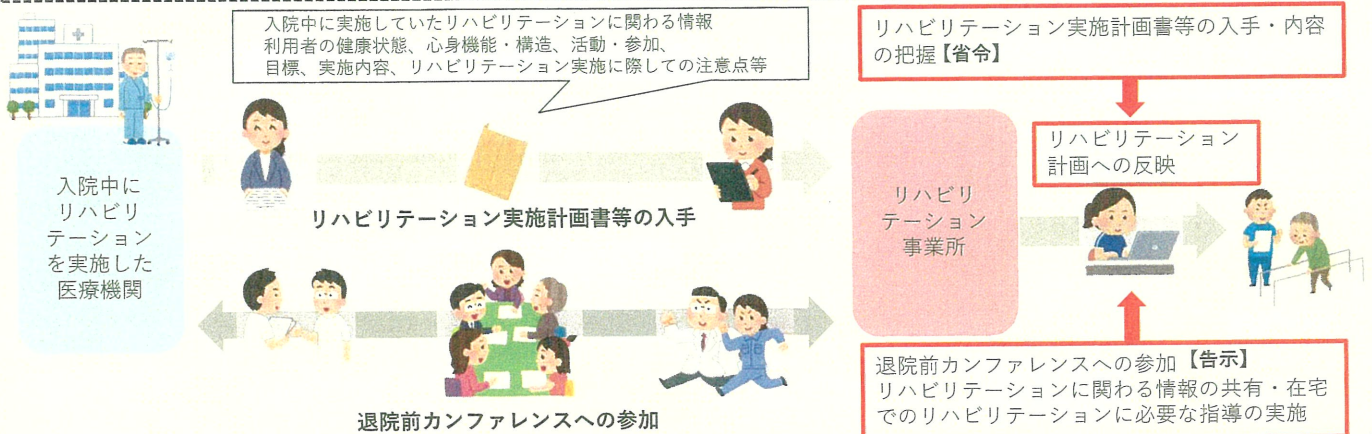 入院中に実施していたリハビリテーションに関わる情報
利用者の健康状態、心身機能・構造、活動・参加、
目標、実施内容、リハビリテーション実施に際しての注意点等
リハビリテーション実施計画書等の入手・内容
の把握【省令】
リハビリテーション
計画への反映
入院中に
リハビリ
テーション
を実施した
医療機関
リハビリテーション実施計画書等の入手
リハビリ
テーション
事業所
退院前カンファレンスへの参加
退院前カンファレンスへの参加【告示】
リハビリテーションに関わる情報の共有・在宅
でのリハビリテーションに必要な指導の実施